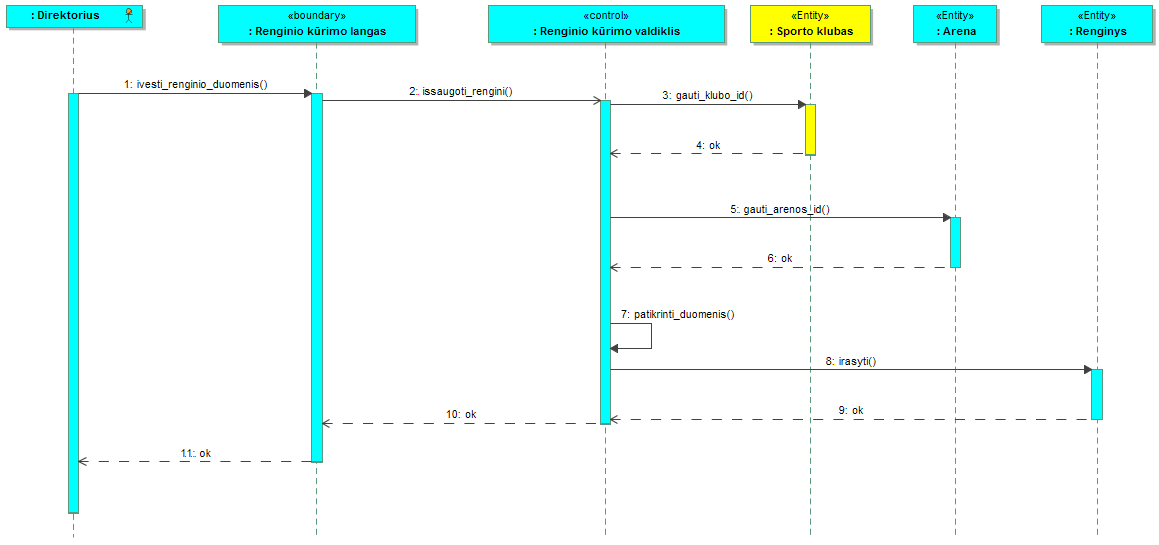 : Direktorius
«boundary»
: Renginio kūrimo langas
«control»
: Renginio kūrimo valdiklis
«Entity»
: Sporto klubas
«Entity»
: Arena
«Entity»
: Renginys
1: ivesti_renginio_duomenis()
2: issaugoti_rengini()
3: gauti_klubo_id()
4: ok
5: gauti_arenos_id()
6: ok
7: patikrinti_duomenis()
8: irasyti()
9: ok
10: ok
11: ok